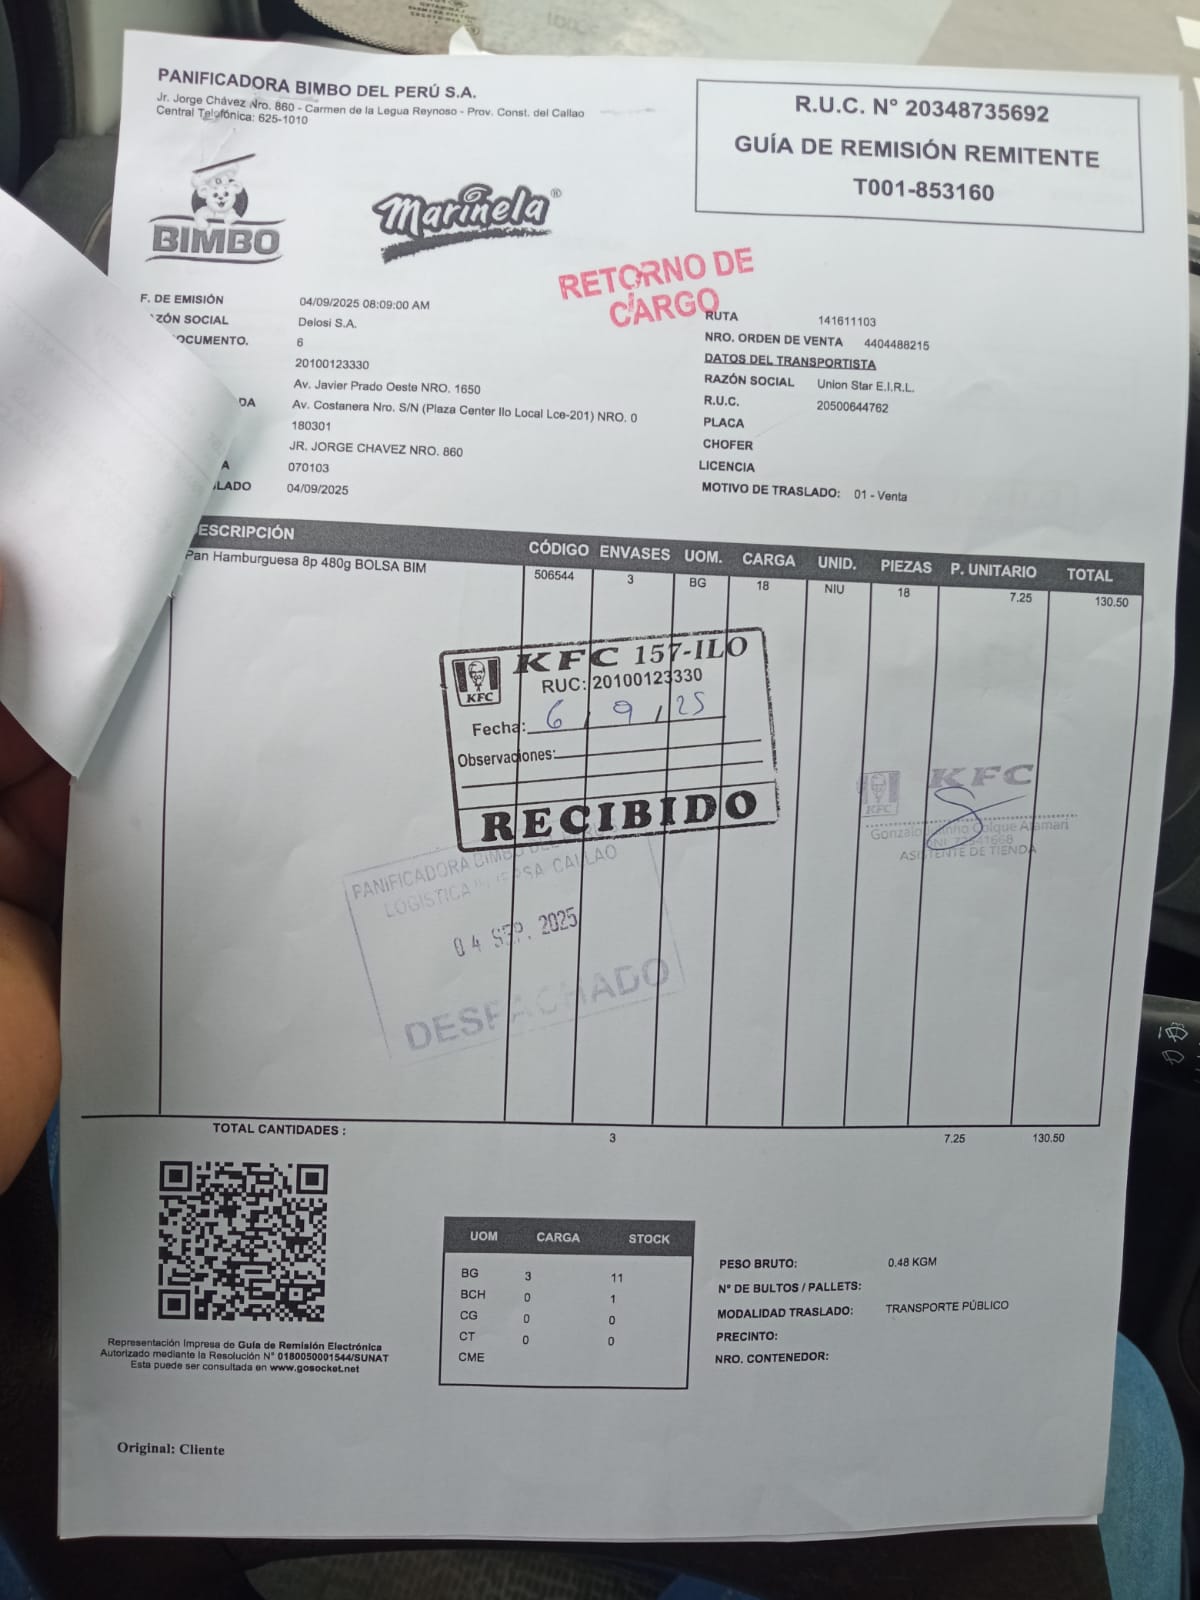 PANIFICADORA BIMBO DEL PERÚ S.A.
Jr. Jorge Chávez Nro. 860 - Carmen de la Legua Reynoso - Prov. Const. del Callao
Central Telefónica: 625-1010
R.U.C. N° 20348735692
GUÍA DE REMISIÓN REMITENTE
T001-853160
BIMBO
Marinela®
RETORNO DE
CARGO
F. DE EMISIÓN 04/09/2025 08:09:00 AM
ZÓN SOCIAL Delosi S.A.
OCUMENTO. 6
20100123330
Av. Javier Prado Oeste NRO. 1650
DA Av. Costanera Nro. S/N (Plaza Center Ilo Local Lce-201) NRO. 0
180301
JR. JORGE CHAVEZ NRO. 860
A 070103
LADO 04/09/2025
RUTA 141611103
NRO. ORDEN DE VENTA 4404488215
DATOS DEL TRANSPORTISTA
RAZÓN SOCIAL Union Star E.I.R.L.
R.U.C. 20500644762
PLACA
CHOFER
LICENCIA
MOTIVO DE TRASLADO: 01 - Venta
ESCRIPCIÓN CÓDIGO ENVASES UOM. CARGA UNID. PIEZAS P. UNITARIO TOTAL
Pan Hamburguesa 8p 480g BOLSA BIM 506544 3 BG 18 NIU 18 7.25 130.50
KFC
KFC 157-ILO
RUC: 20100123330
Fecha: 6 / 9 / 25
Observaciones:
RECIBIDO
KFC
KFC
Gonzalo Colque
ASISTENTE DE TIENDA
PANIFICADORA BIMBO DEL
LOGISTICA CALLAO
04 SEP. 2025
DESPACHADO
TOTAL CANTIDADES : 3 7.25 130.50
UOM CARGA STOCK
BG 3 11
BCH 0 1
CG 0 0
CT 0 0
CME
PESO BRUTO: 0.48 KGM
N° DE BULTOS / PALLETS:
MODALIDAD TRASLADO: TRANSPORTE PÚBLICO
PRECINTO:
NRO. CONTENEDOR:
Representación Impresa de Guía de Remisión Electrónica
Autorizado mediante la Resolución N° 0180050001544/SUNAT
Esta puede ser consultada en www.gosocket.net
Original: Cliente